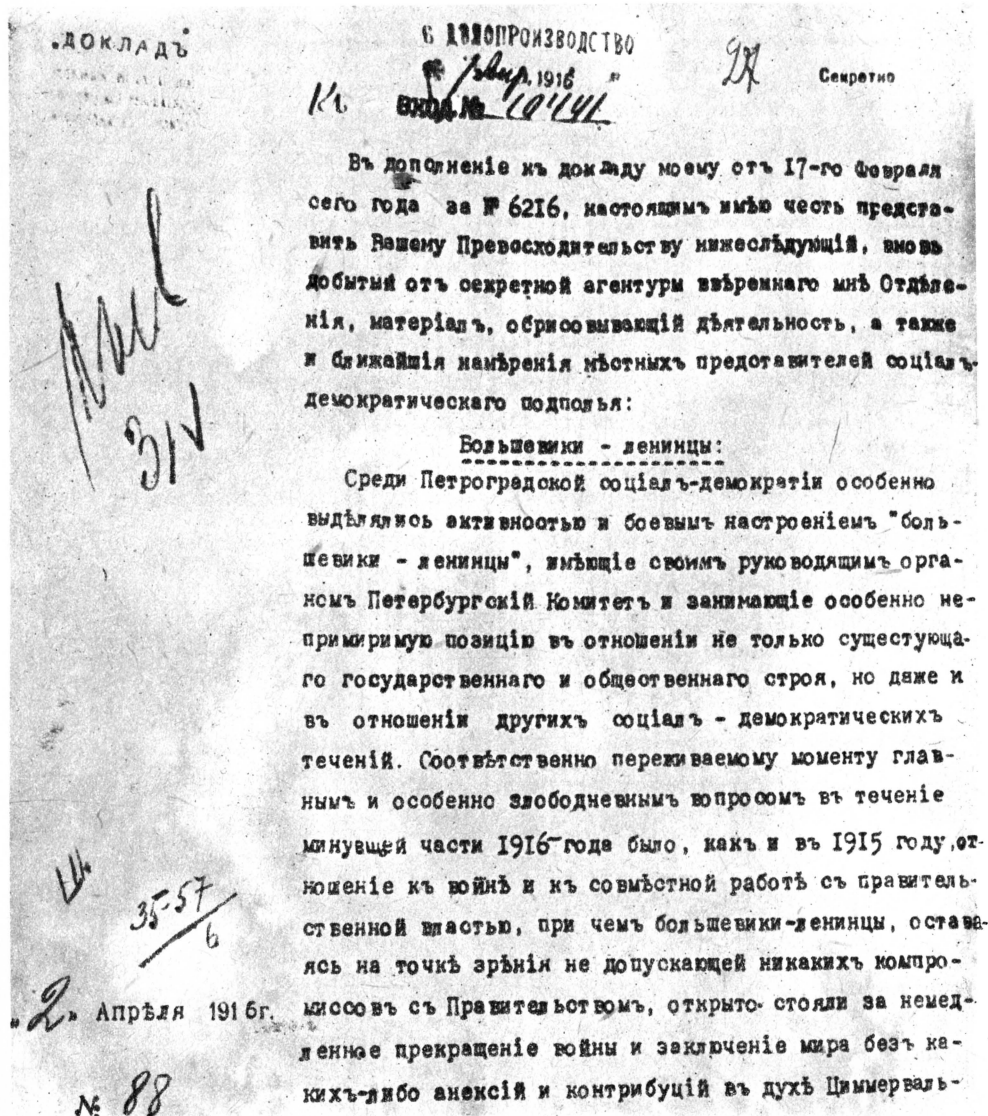 "ДОКЛАДЪ"
6 ДѢЛОПРОИЗВОДСТВО
1916
Секретно
27
ВХОД. № 10441
Въ дополненіе къ докладу моему отъ 17-го Февраля
сего года за № 6216, настоящимъ имѣю честь предста-
вить Вашему Превосходительству нижеслѣдующій, вновь
добытый отъ секретной агентуры ввѣреннаго мнѣ Отдѣле-
нія, матеріалъ, обрисовывающій дѣятельность, а также
и ближайшія намѣренія мѣстныхъ представителей соціалъ-
демократическаго подполья:
Большевики - ленинцы:
Среди Петроградской соціалъ-демократіи особенно
выдѣлялись активностью и боевымъ настроеніемъ "боль-
шевики - ленинцы", имѣющіе своимъ руководящимъ орга-
номъ Петербургскій Комитетъ и занимающіе особенно не-
примиримую позицію въ отношеніи не только сущестующа-
го государственнаго и общественнаго строя, но даже и
въ отношеніи другихъ соціалъ - демократическихъ
теченій. Соотвѣтственно переживаемому моменту глав-
нымъ и особенно злободневнымъ вопросомъ въ теченіе
минувшей части 1916 года было, какъ и въ 1915 году,от-
ношеніе къ войнѣ и къ совмѣстной работѣ съ правитель-
ственной властью, при чемъ большевики-ленинцы, остава-
ясь на точкѣ зрѣнія не допускающей никакихъ компро-
миссовъ съ Правительствомъ, открыто стояли за немед-
ленное прекращеніе войны и заключеніе мира безъ ка-
кихъ-либо анексій и контрибуцій въ духѣ Циммерваль-
3/IV
35-57
6
"2" Апрѣля 1916г.
№ 88